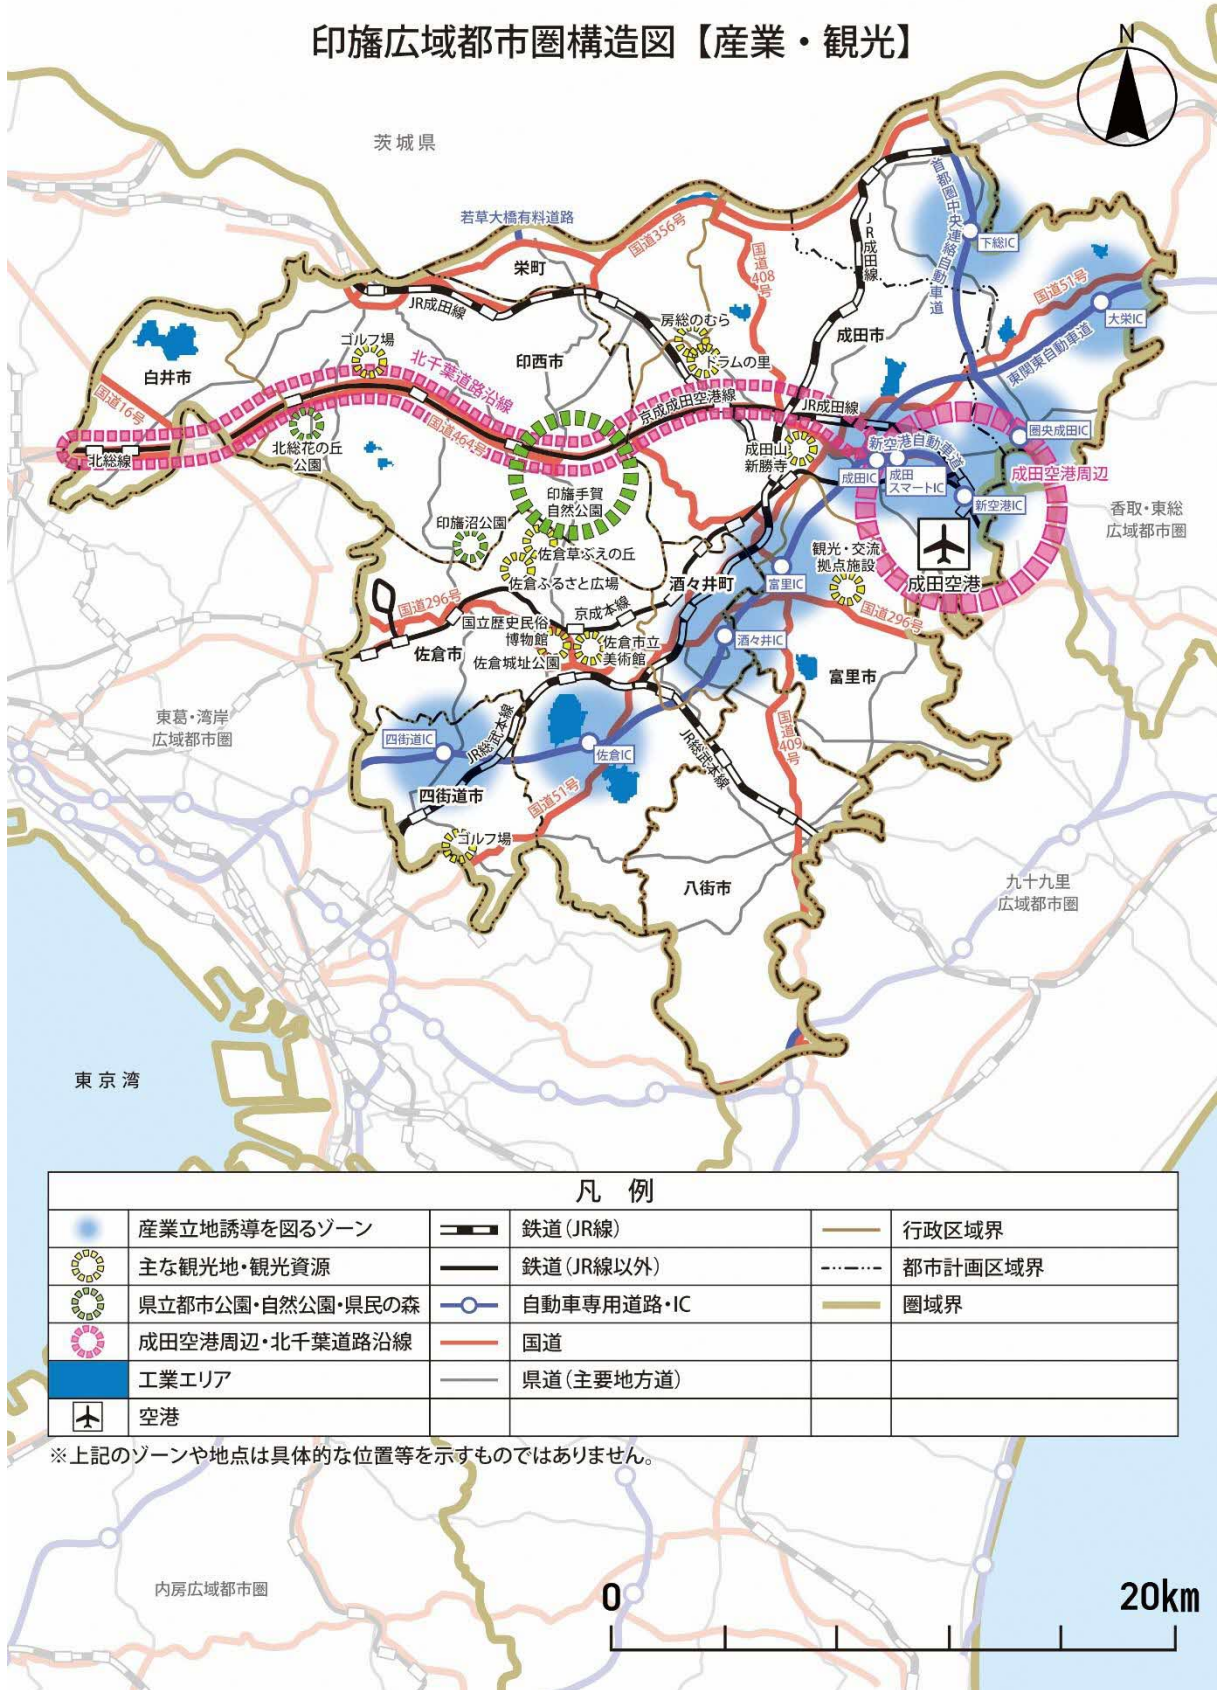 印旛広域都市圏構造図【産業・観光】
N
茨城県
若草大橋有料道路
国道356号
栄町
国道408号
JR成田線
首都圏中央連絡自動車道
下総IC
国道51号
大栄IC
東関東自動車道
JR成田線
ゴルフ場
房総のむら
ドラムの里
成田市
印西市
白井市
国道16号
北千葉道路沿線
京成成田空港線
JR成田線
国道464号
北総線
北総花の丘
公園
成田山
新勝寺
新空港自動車道
圏央成田IC
成田IC
成田
スマートIC
成田空港周辺
新空港IC
香取・東総
広域都市圏
印旛手賀
自然公園
印旛沼公園
佐倉草ぶえの丘
佐倉ふるさと広場
観光・交流
拠点施設
成田空港
富里IC
酒々井町
国道296号
京成本線
国道296号
国立歴史民俗
博物館
佐倉城址公園
佐倉市立
美術館
酒々井IC
佐倉市
富里市
東葛・湾岸
広域都市圏
四街道IC
JR総武本線
佐倉IC
JR総武本線
国道409号
四街道市
国道51号
ゴルフ場
八街市
九十九里
広域都市圏
東京湾
凡 例
産業立地誘導を図るゾーン
鉄道(JR線)
行政区域界
主な観光地・観光資源
鉄道(JR線以外)
都市計画区域界
県立都市公園・自然公園・県民の森
自動車専用道路・IC
圏域界
成田空港周辺・北千葉道路沿線
国道
工業エリア
県道(主要地方道)
空港
※上記のゾーンや地点は具体的な位置等を示すものではありません。
内房広域都市圏
0
20km